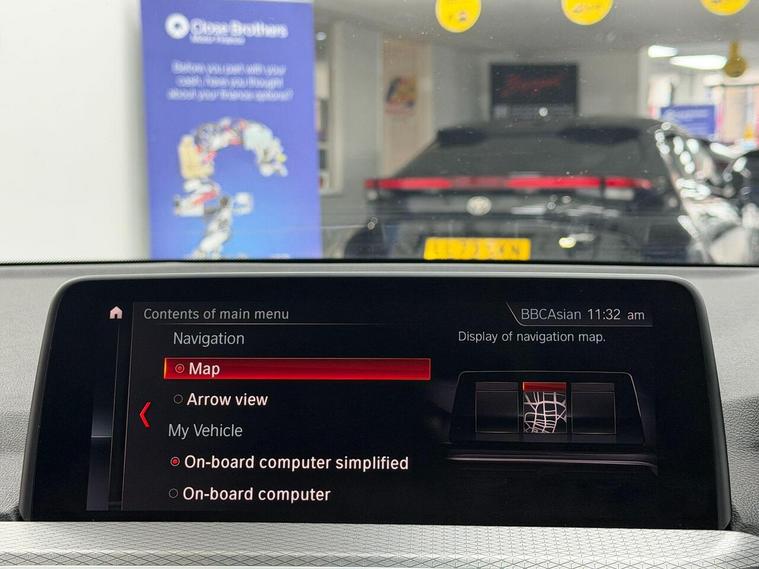 Close Brothers
Motor Finance
Before you part with your
cash, have you thought
about your finance options?
Contents of main menu
BBCAsian 11:32 am
Navigation
Display of navigation map.
Map
Arrow view
My Vehicle
On-board computer simplified
On-board computer